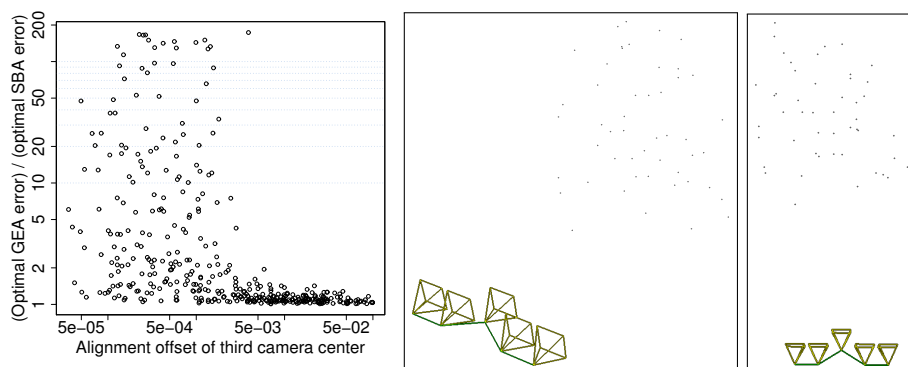 (Optimal GEA error) / (optimal SBA error)
200
50
20
10
5
2
1
5e−05 5e−04 5e−03 5e−02
Alignment offset of third camera center